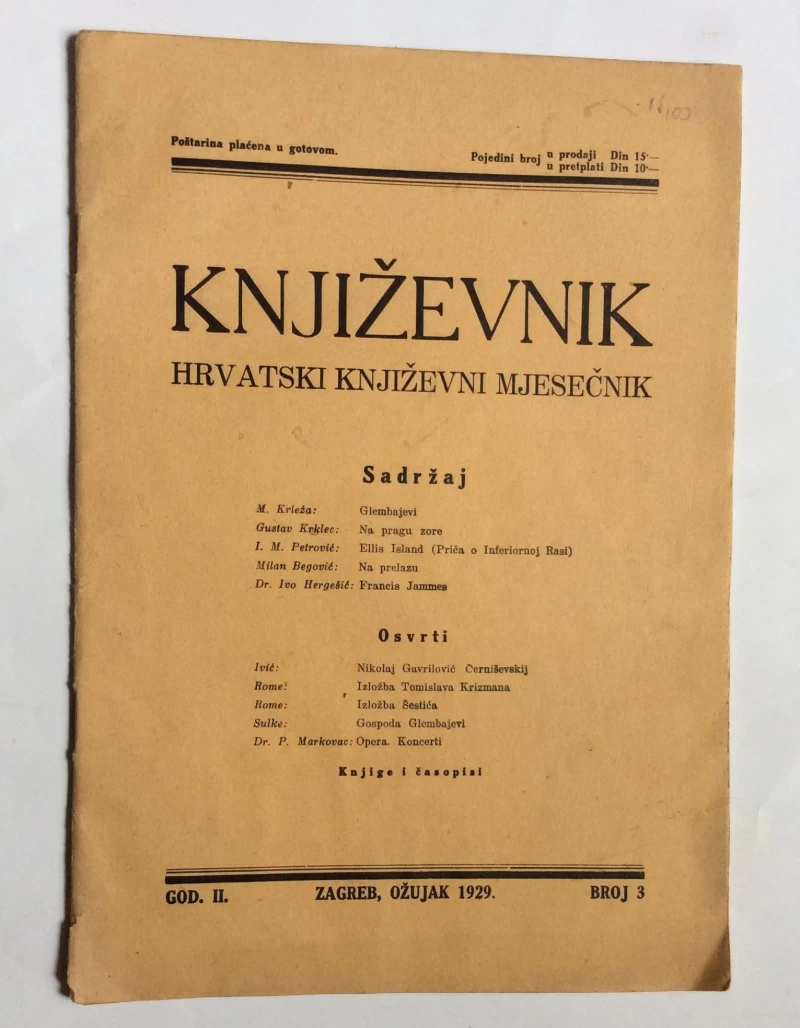 Poštarina plaćena u gotovom.
Pojedini broj u prodaji Din 15·—
u pretplati Din 10·—
KNJIŽEVNIK
HRVATSKI KNJIŽEVNI MJESEČNIK
Sadržaj
M. Krleža: Glembajevi
Gustav Krklec: Na pragu zore
I. M. Petrović: Ellis Island (Priča o Inferiornoj Rasi)
Milan Begović: Na prelazu
Dr. Ivo Hergešić: Francis Jammes
Osvrti
Ivić: Nikolaj Gavrilović Černiševskij
Rome: Izložba Tomislava Krizmana
Rome: Izložba Šestića
Sulke: Gospoda Glembajevi
Dr. P. Markovac: Opera. Koncerti
Knjige i časopisi
GOD. II. ZAGREB, OŽUJAK 1929. BROJ 3